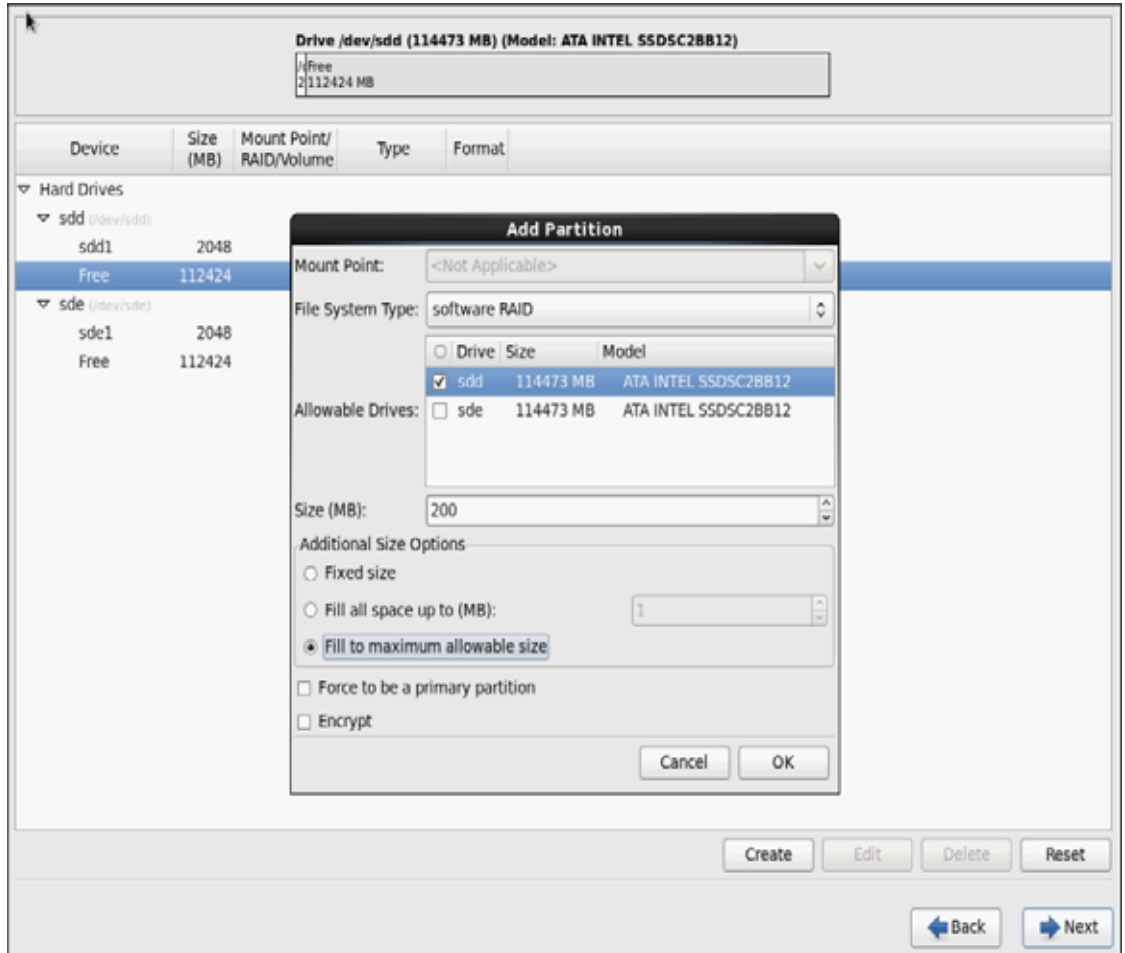 Drive /dev/sdd (114473 MB) (Model: ATA INTEL SSDSC2BB12)
Free
2 112424 MB
Device Size (MB) Mount Point/ RAID/Volume Type Format
Hard Drives
sdd (/dev/sdd)
sdd1 2048
Free 112424
sde (/dev/sde)
sde1 2048
Free 112424
Add Partition
Mount Point: <Not Applicable>
File System Type: software RAID
Drive Size Model
sdd 114473 MB ATA INTEL SSDSC2BB12
Allowable Drives: sde 114473 MB ATA INTEL SSDSC2BB12
Size (MB): 200
Additional Size Options
Fixed size
Fill all space up to (MB): 1
Fill to maximum allowable size
Force to be a primary partition
Encrypt
Cancel OK
Create Edit Delete Reset
Back Next